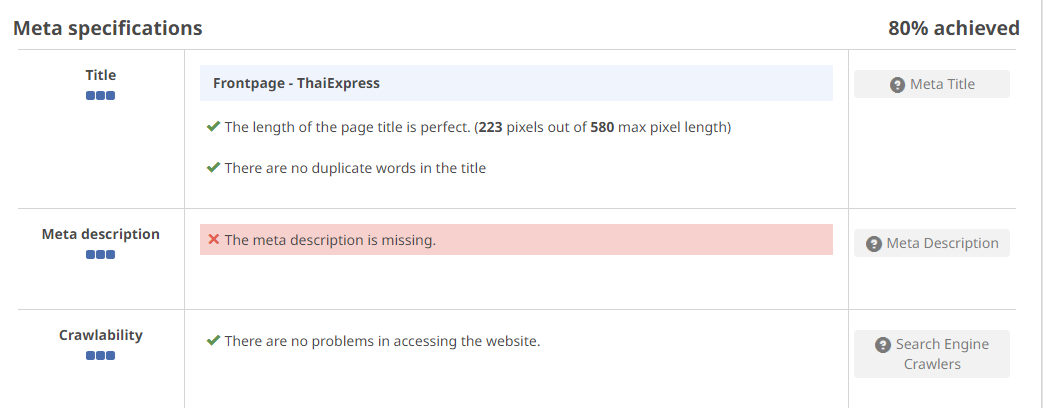 Meta specifications 80% achieved
Title
Frontpage - ThaiExpress
Meta Title
The length of the page title is perfect. (223 pixels out of 580 max pixel length)
There are no duplicate words in the title
Meta description
The meta description is missing.
Meta Description
Crawlability
There are no problems in accessing the website.
Search Engine
Crawlers